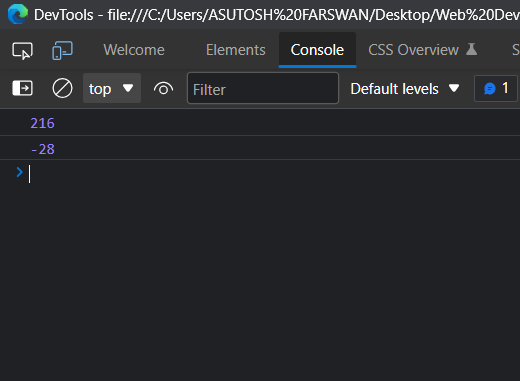 DevTools - file:///C:/Users/ASUTOSH%20FARSWAN/Desktop/Web%20Dev
Welcome Elements Console CSS Overview S
top Filter Default levels 1
216
-28